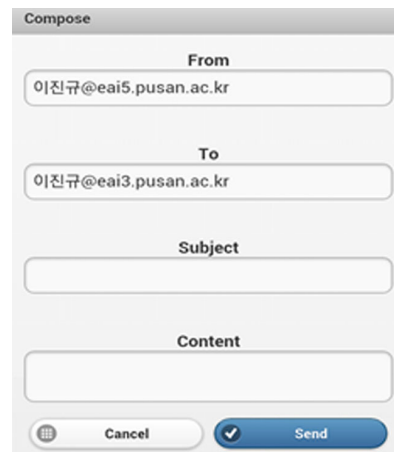 Compose
From
이진규@eai5.pusan.ac.kr
To
이진규@eai3.pusan.ac.kr
Subject
Content
Cancel
Send